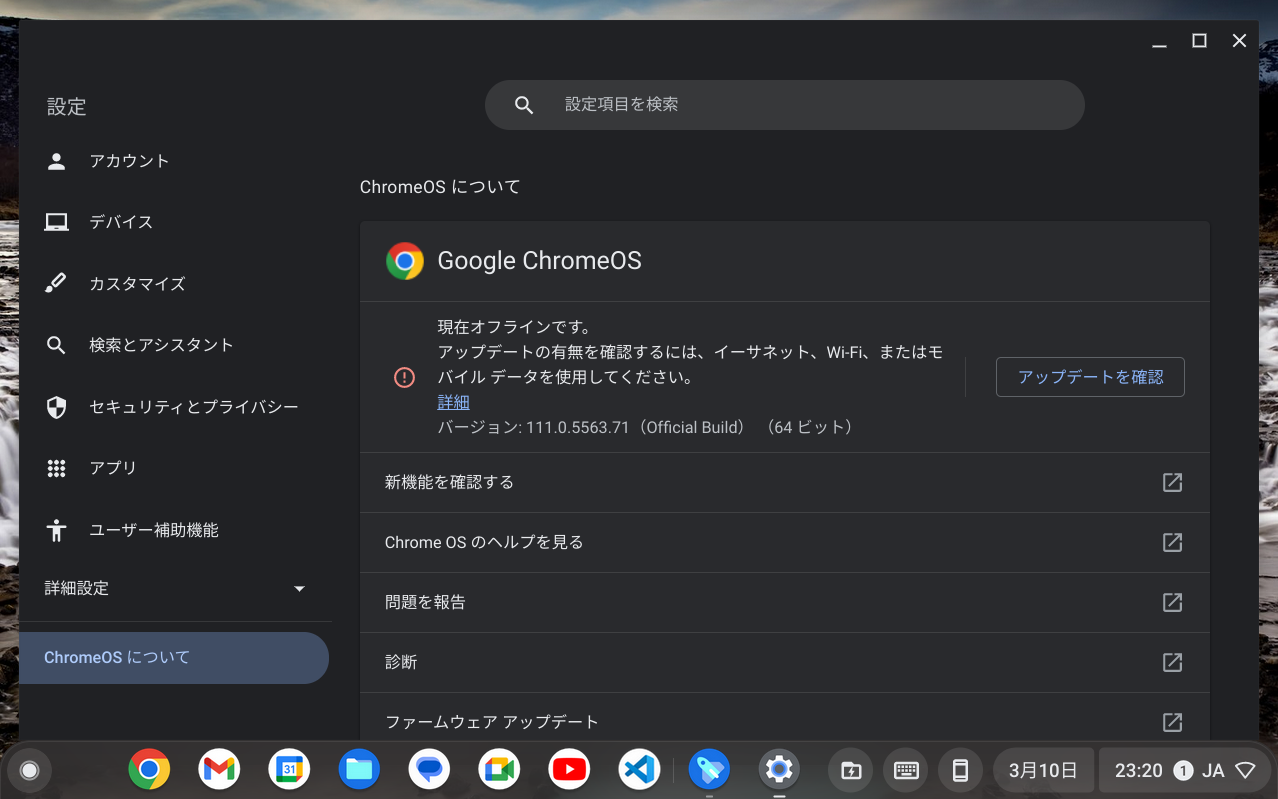 設定
設定項目を検索
アカウント
デバイス
カスタマイズ
検索とアシスタント
セキュリティとプライバシー
アプリ
ユーザー補助機能
詳細設定
ChromeOS について
ChromeOS について
Google ChromeOS
現在オフラインです。
アップデートの有無を確認するには、イーサネット、Wi-Fi、またはモ
バイル データを使用してください。
詳細
バージョン: 111.0.5563.71（Official Build） （64 ビット）
アップデートを確認
新機能を確認する
Chrome OS のヘルプを見る
問題を報告
診断
ファームウェア アップデート
31
3月10日
23:20 1 JA